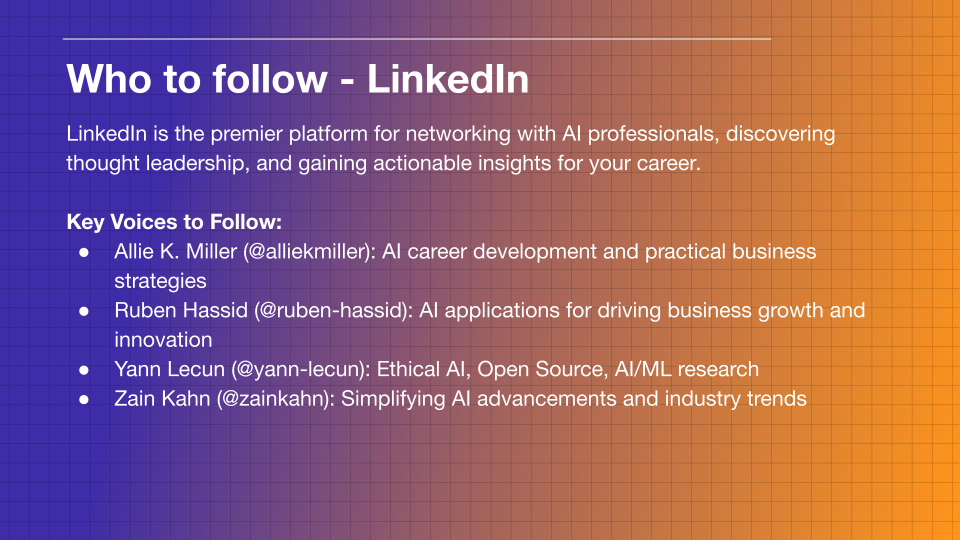 Who to follow - LinkedIn
LinkedIn is the premier platform for networking with AI professionals, discovering
thought leadership, and gaining actionable insights for your career.
Key Voices to Follow:
● Allie K. Miller (@alliekmiller): AI career development and practical business
strategies
● Ruben Hassid (@ruben-hassid): AI applications for driving business growth and
innovation
● Yann Lecun (@yann-lecun): Ethical AI, Open Source, AI/ML research
● Zain Kahn (@zainkahn): Simplifying AI advancements and industry trends